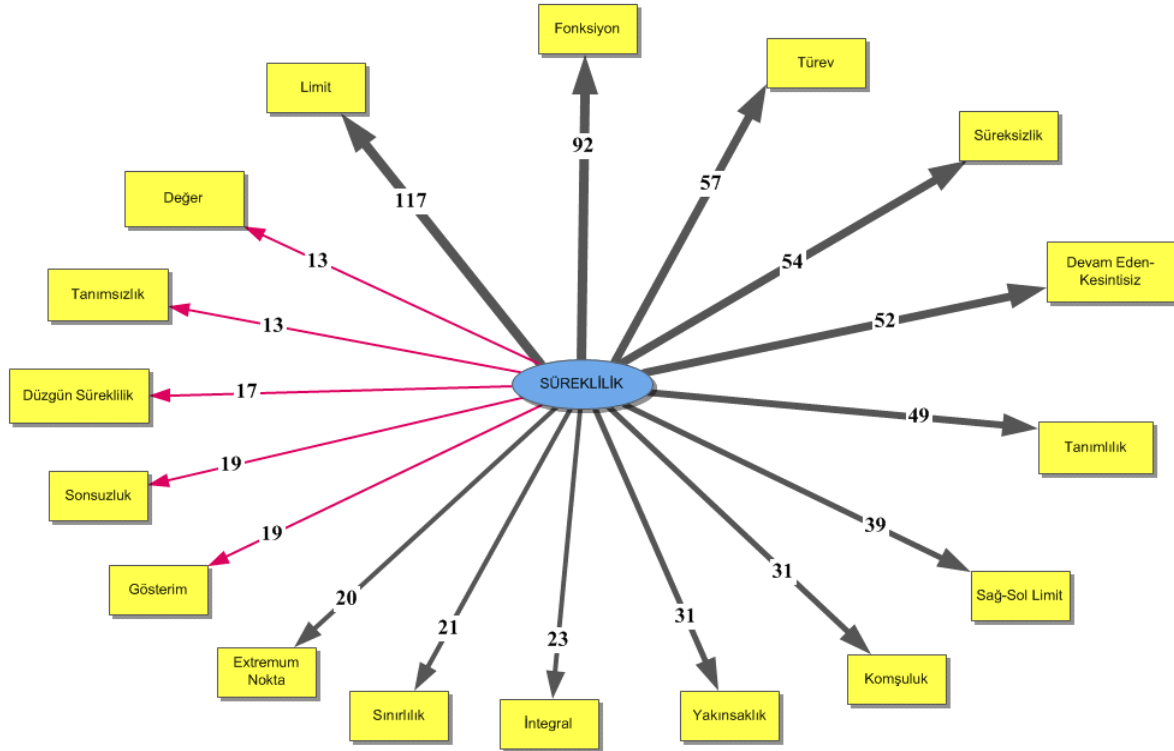 Fonksiyon
Türev
Limit
Süreksizlik
92
57
117
Değer
Devam Eden-
Kesintisiz
54
13
Tanımsızlık
13
52
SÜREKLİLİK
Düzgün Süreklilik
17
49
Tanımlılık
Sonsuzluk
19
39
19
Gösterim
31
Sağ-Sol Limit
20
21
23
31
Extremum
Nokta
Komşuluk
Sınırlılık
İntegral
Yakınsaklık